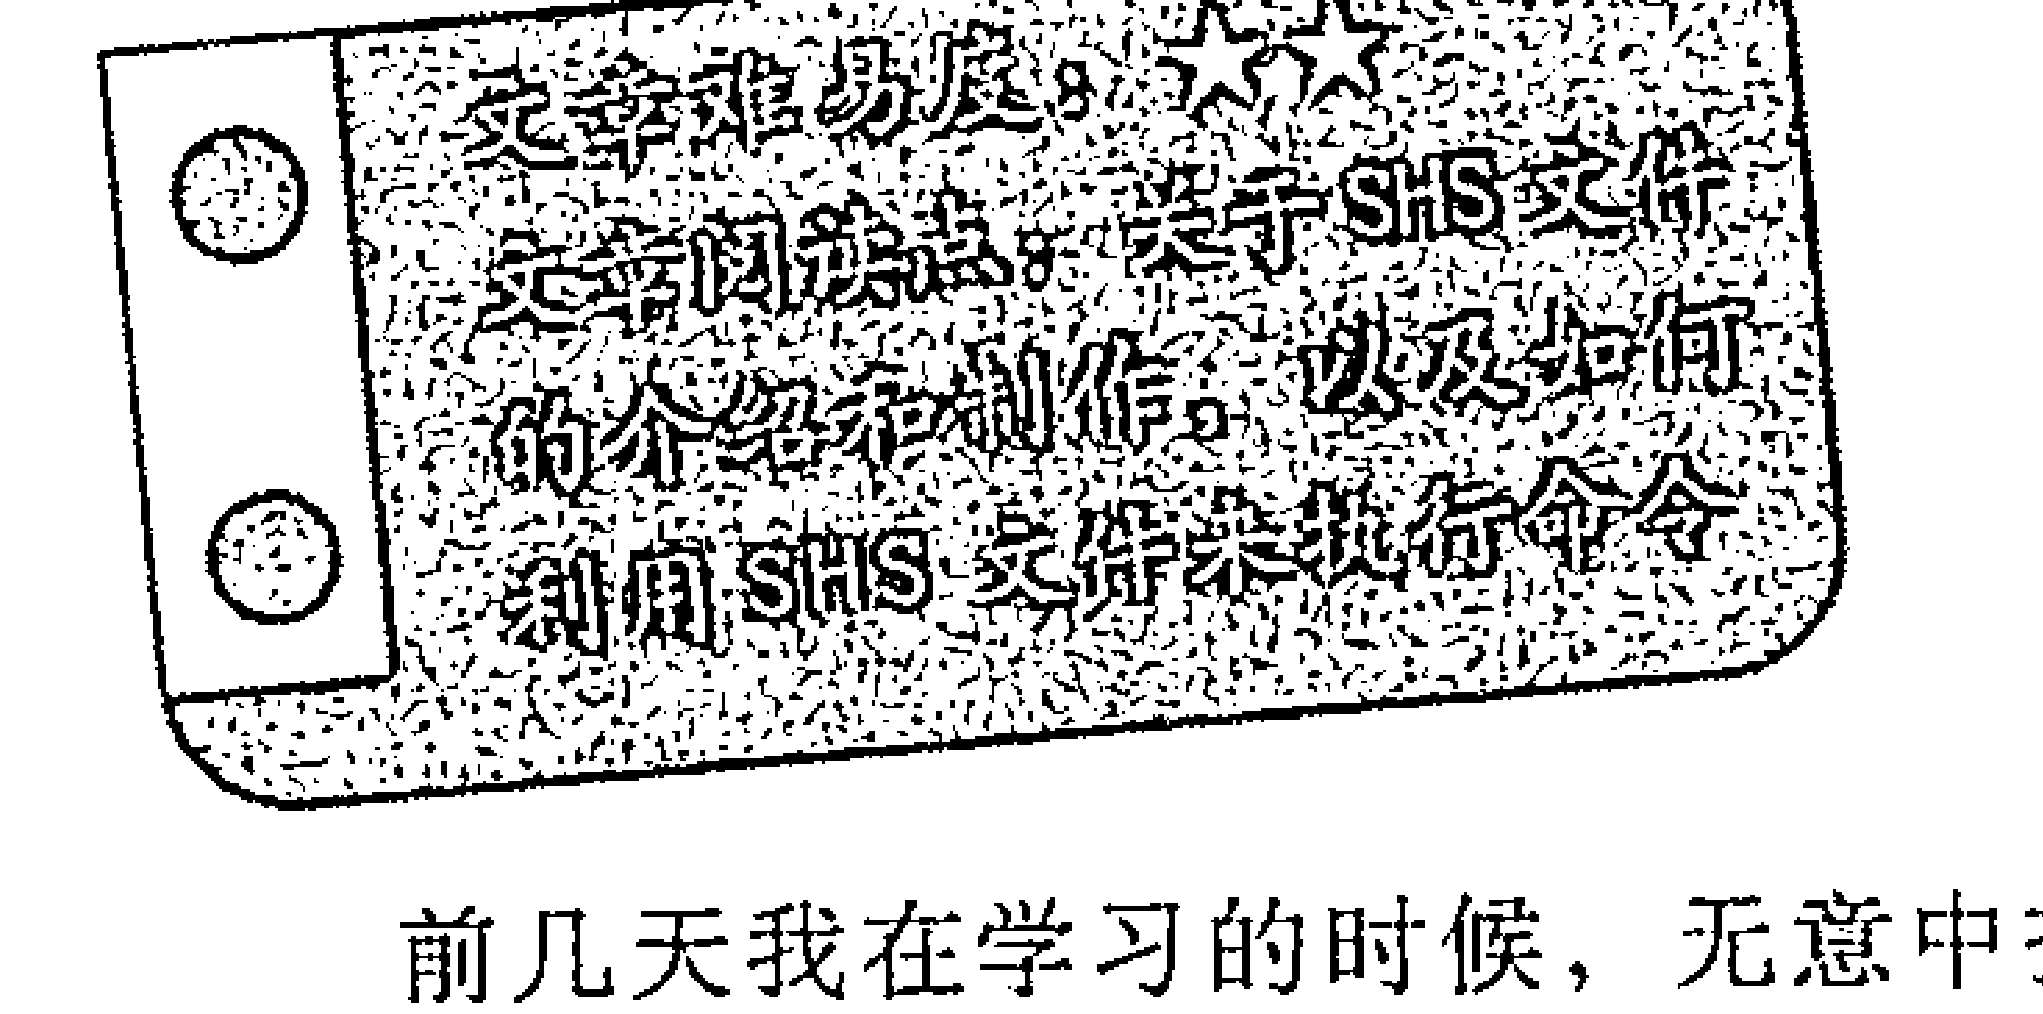 文章难易度：☆☆
文章阅读点：关于SHS文件
的介绍和制作，以及如何
利用SHS文件来执行命令
前几天我在学习的时候，无意中